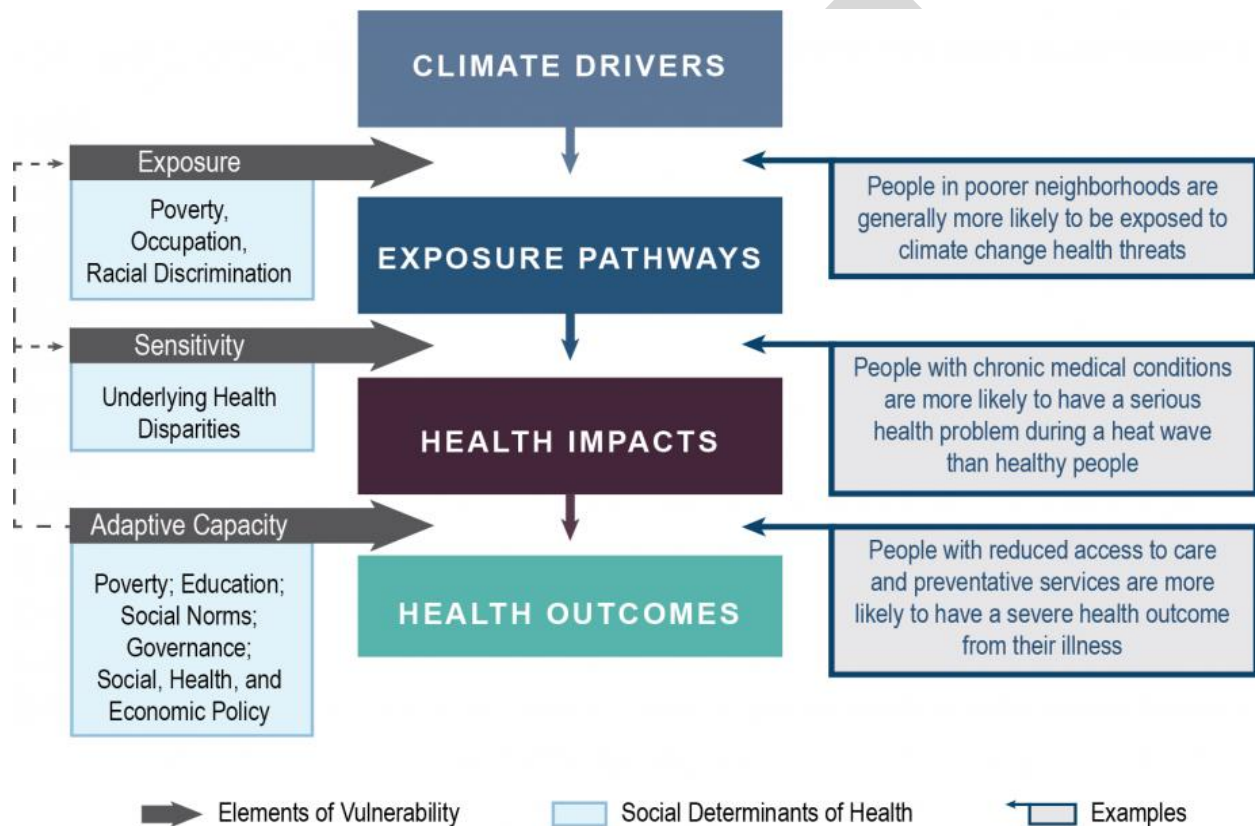 CLIMATE DRIVERS
Exposure
Poverty,
Occupation,
Racial Discrimination
People in poorer neighborhoods are
generally more likely to be exposed to
climate change health threats
EXPOSURE PATHWAYS
Sensitivity
Underlying Health
Disparities
People with chronic medical conditions
are more likely to have a serious
health problem during a heat wave
than healthy people
HEALTH IMPACTS
Adaptive Capacity
Poverty; Education;
Social Norms;
Governance;
Social, Health, and
Economic Policy
People with reduced access to care
and preventative services are more
likely to have a severe health outcome
from their illness
HEALTH OUTCOMES
Elements of Vulnerability
Social Determinants of Health
Examples